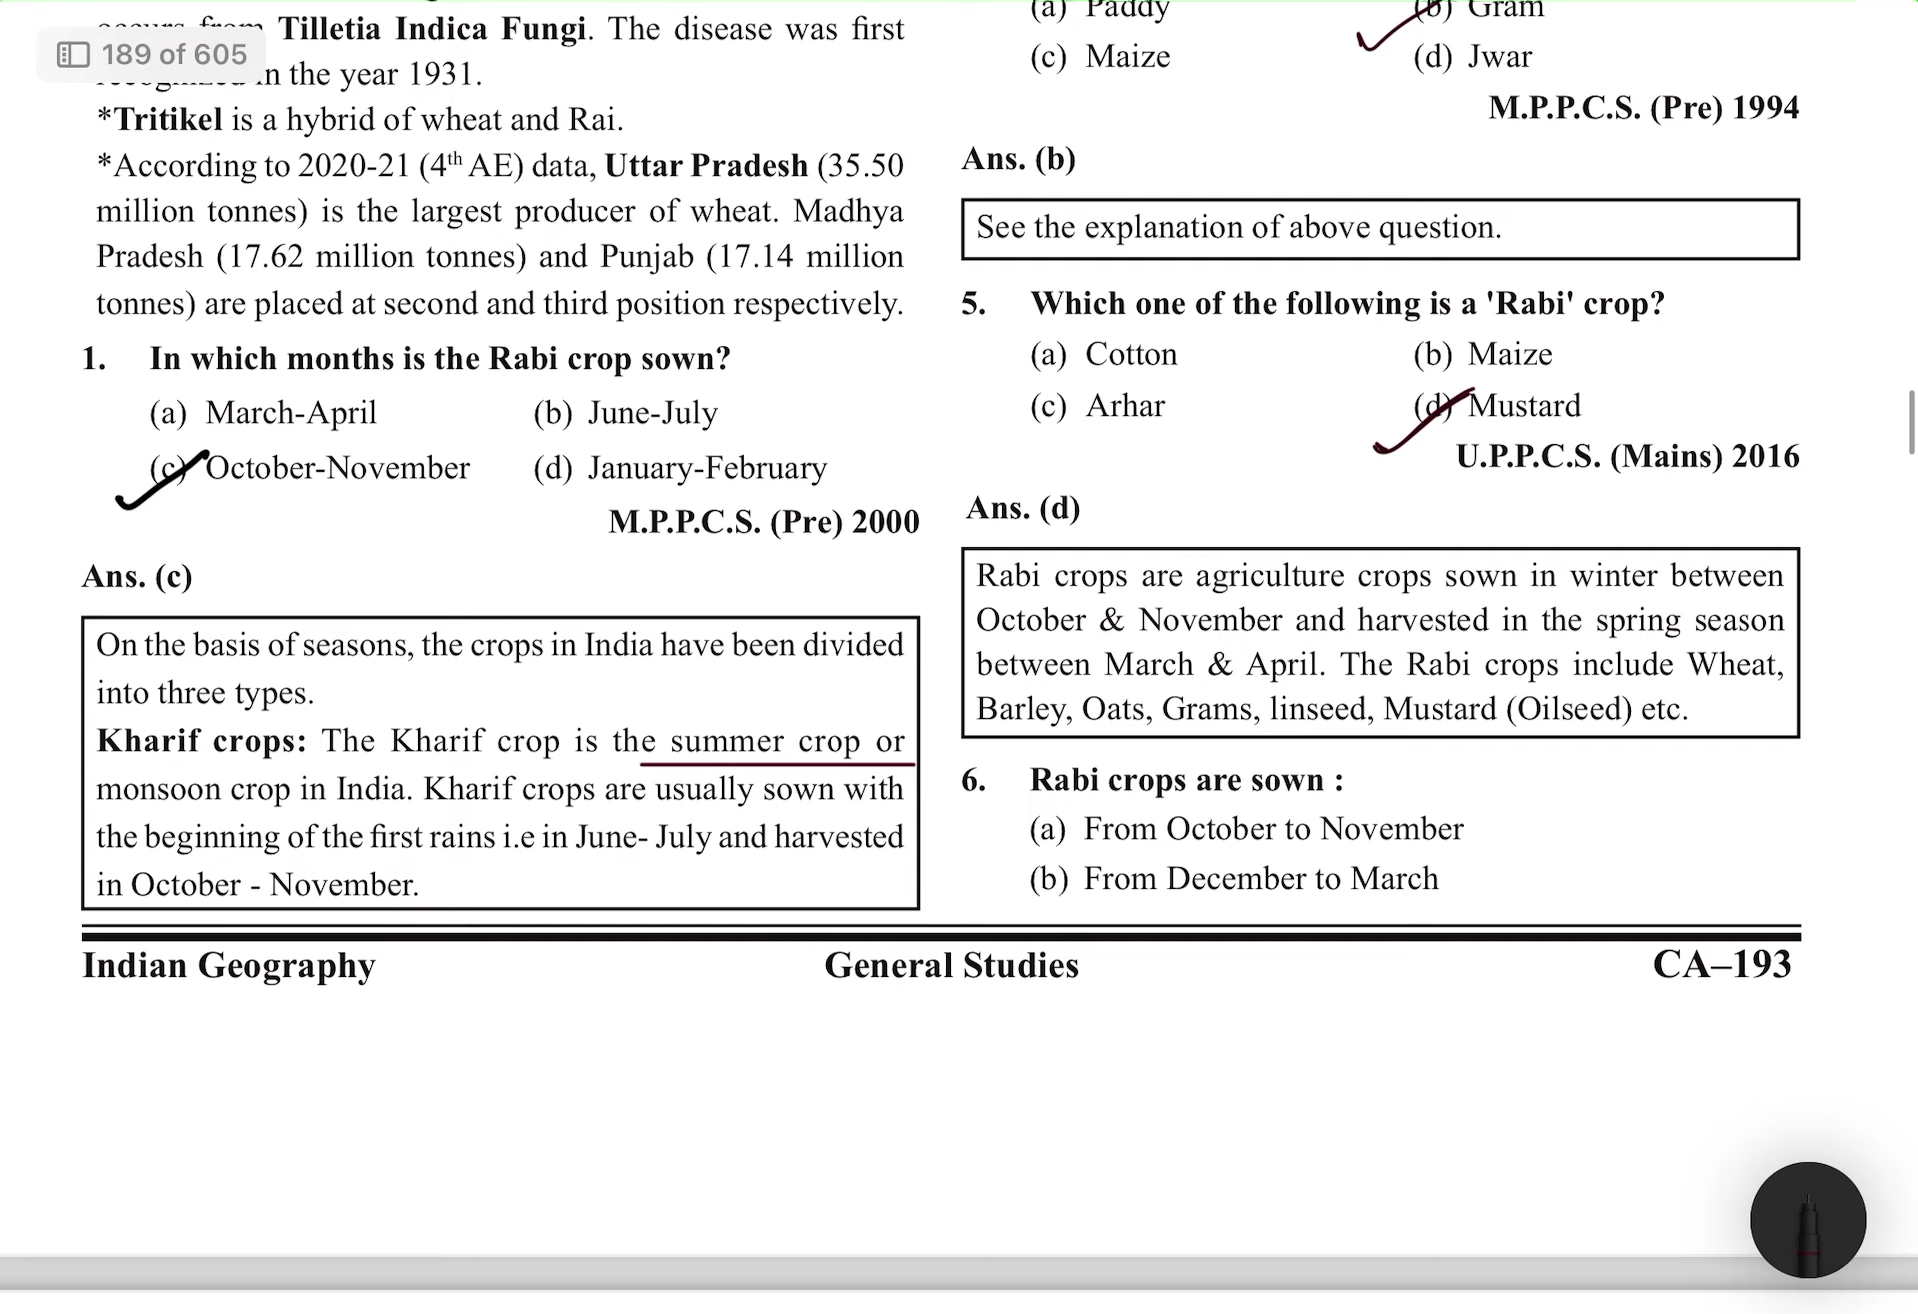 189 of 605
from Tilletia Indica Fungi. The disease was first
in the year 1931.
*Tritikel is a hybrid of wheat and Rai.
*According to 2020-21 (4th AE) data, Uttar Pradesh (35.50
million tonnes) is the largest producer of wheat. Madhya
Pradesh (17.62 million tonnes) and Punjab (17.14 million
tonnes) are placed at second and third position respectively.
1. In which months is the Rabi crop sown?
(a) March-April (b) June-July
(c) October-November (d) January-February
M.P.P.C.S. (Pre) 2000
Ans. (c)
On the basis of seasons, the crops in India have been divided
into three types.
Kharif crops: The Kharif crop is the summer crop or
monsoon crop in India. Kharif crops are usually sown with
the beginning of the first rains i.e in June- July and harvested
in October - November.
(a) Paddy (b) Gram
(c) Maize (d) Jwar
M.P.P.C.S. (Pre) 1994
Ans. (b)
See the explanation of above question.
5. Which one of the following is a 'Rabi' crop?
(a) Cotton (b) Maize
(c) Arhar (d) Mustard
U.P.P.C.S. (Mains) 2016
Ans. (d)
Rabi crops are agriculture crops sown in winter between
October & November and harvested in the spring season
between March & April. The Rabi crops include Wheat,
Barley, Oats, Grams, linseed, Mustard (Oilseed) etc.
6. Rabi crops are sown :
(a) From October to November
(b) From December to March
Indian Geography General Studies CA–193